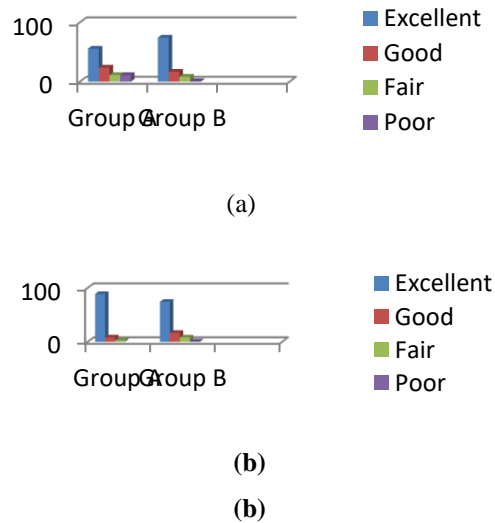 100
0
Group A Group B
Excellent
Good
Fair
Poor
(a)
100
0
Group A Group B
Excellent
Good
Fair
Poor
(b)
(b)